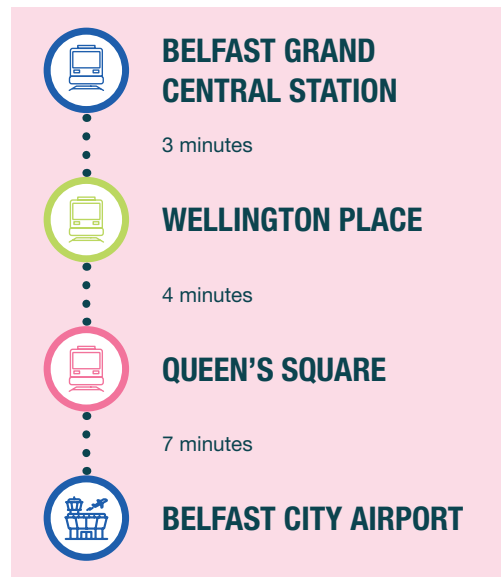 BELFAST GRAND
CENTRAL STATION
3 minutes
WELLINGTON PLACE
4 minutes
QUEEN'S SQUARE
7 minutes
BELFAST CITY AIRPORT